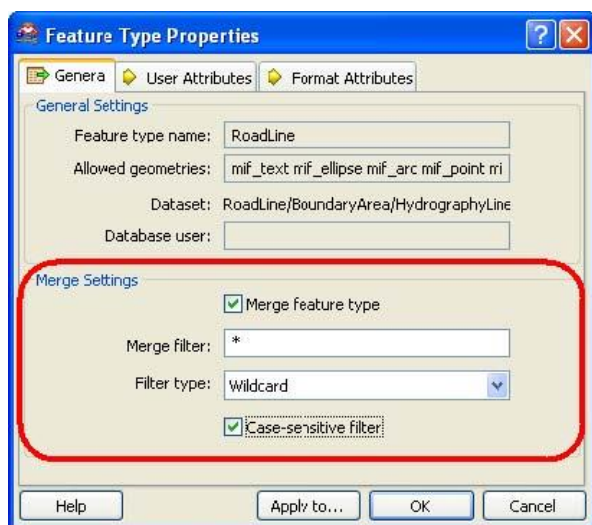 Feature Type Properties
Genera
User Attributes
Format Attributes
General Settings
Feature type name: RoadLine
Allowed geometries: mif_text mif_ellipse mif_arc mif_point mi
Dataset: RoadLine/BoundaryArea/HydrographyLine
Database user:
Merge Settings
Merge feature type
Merge filter: *
Filter type: Wildcard
Case-sensitive filter
Help
Apply to...
OK
Cancel